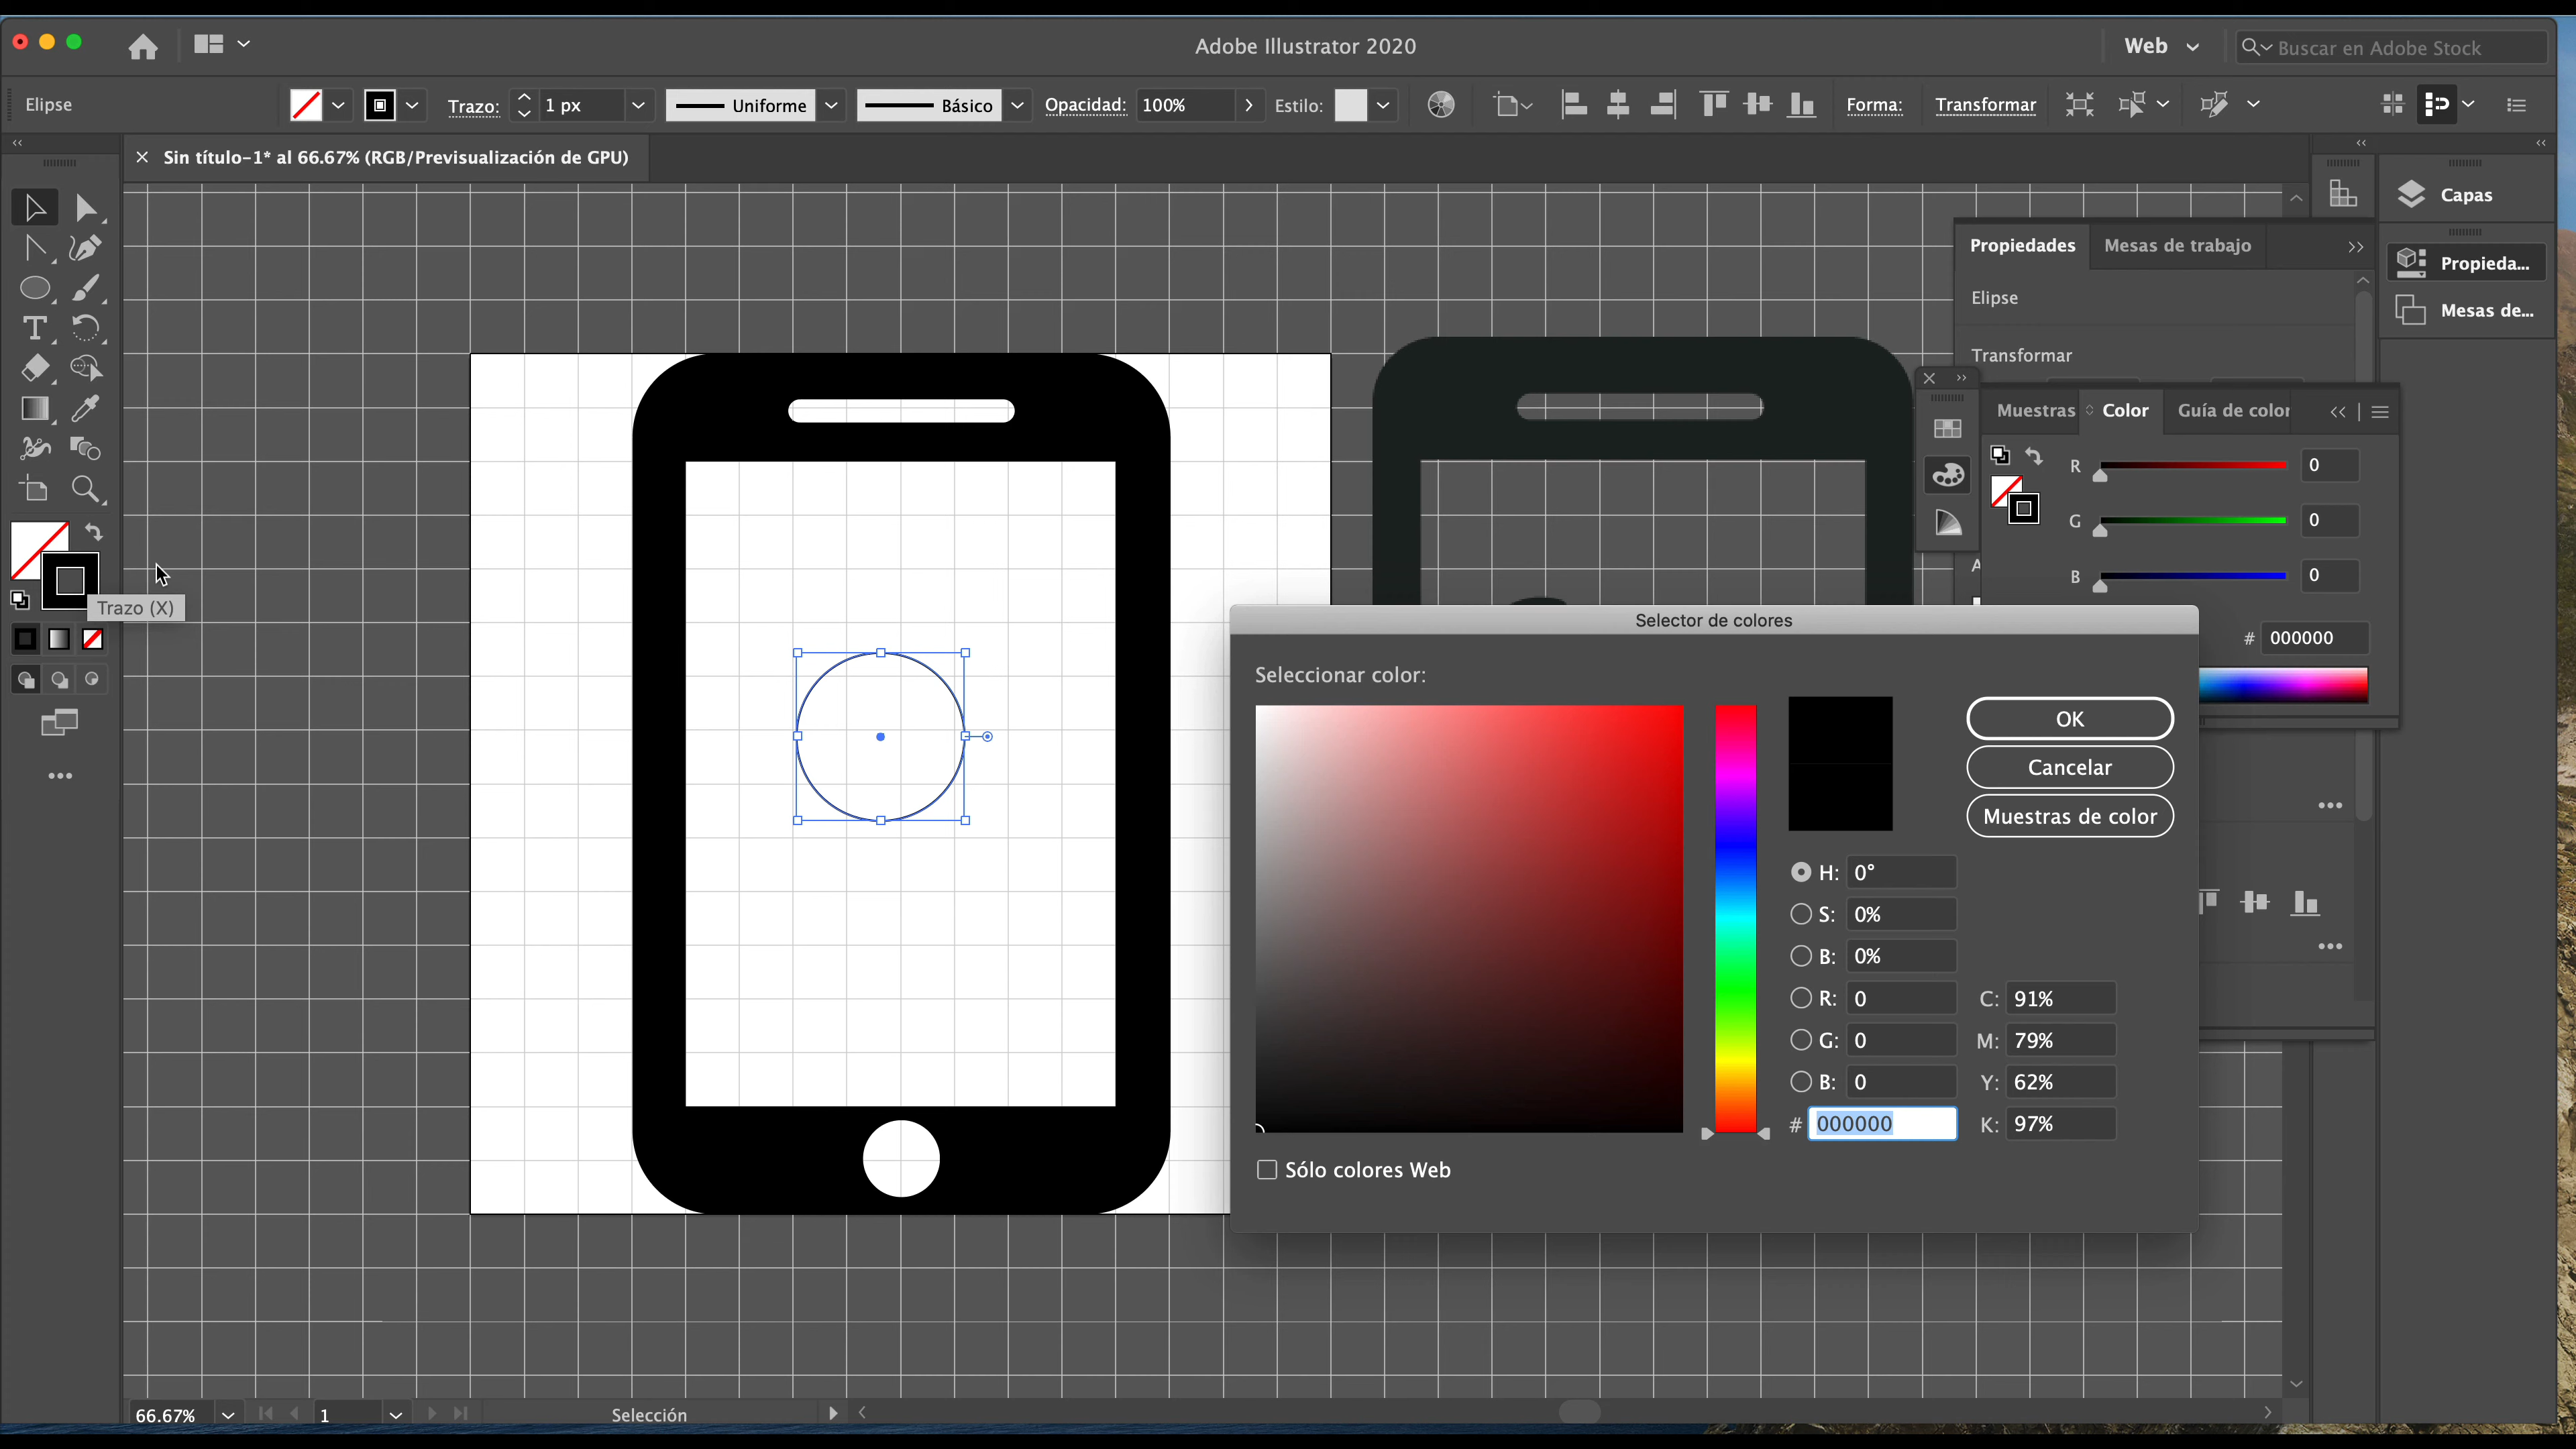 Adobe Illustrator 2020
Web
Buscar en Adobe Stock
Elipse
Trazo:
1 px
Uniforme
Básico
Opacidad:
100%
Estilo:
Forma:
Transformar
Sin título-1* al 66.67% (RGB/Previsualización de GPU)
Capas
Propiedades
Mesas de trabajo
Propieda...
Elipse
Mesas de...
Transformar
Muestras
Color
Guía de color
R
0
G
0
B
0
# 000000
Trazo (X)
Selector de colores
Seleccionar color:
OK
Cancelar
Muestras de color
H: 0°
S: 0%
B: 0%
R: 0
C: 91%
G: 0
M: 79%
B: 0
Y: 62%
# 000000
K: 97%
Sólo colores Web
66.67%
1
Selección